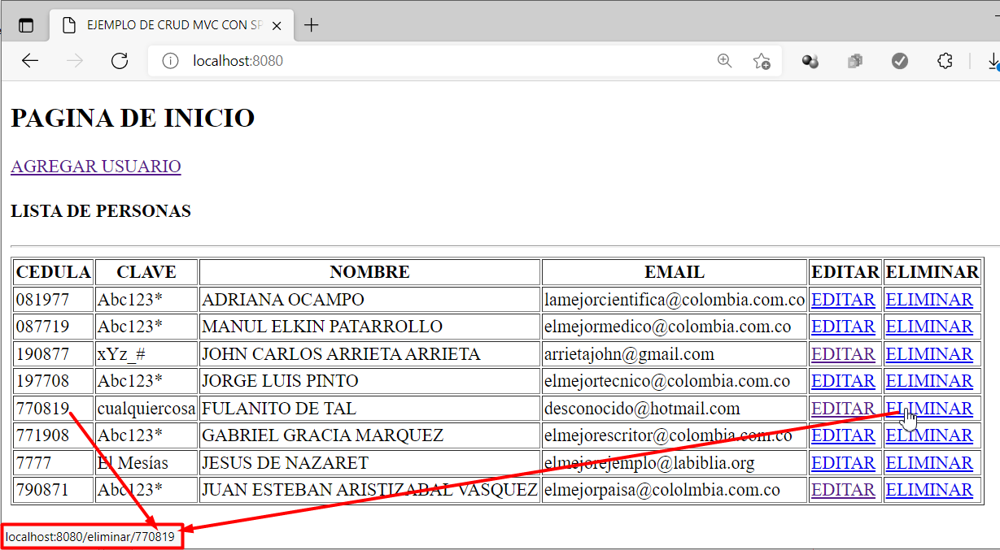 EJEMPLO DE CRUD MVC CON SP
localhost:8080
PAGINA DE INICIO
AGREGAR USUARIO
LISTA DE PERSONAS
CEDULA CLAVE NOMBRE EMAIL EDITAR ELIMINAR
081977 Abc123* ADRIANA OCAMPO lamejorcientifica@colombia.com.co EDITAR ELIMINAR
087719 Abc123* MANUL ELKIN PATARROLLO elmejormedico@colombia.com.co EDITAR ELIMINAR
190877 xYz_# JOHN CARLOS ARRIETA ARRIETA arrietajohn@gmail.com EDITAR ELIMINAR
197708 Abc123* JORGE LUIS PINTO elmejortecnico@colombia.com.co EDITAR ELIMINAR
770819 cualquiercosa FULANITO DE TAL desconocido@hotmail.com EDITAR ELIMINAR
771908 Abc123* GABRIEL GRACIA MARQUEZ elmejorescritor@colombia.com.co EDITAR ELIMINAR
7777 El Mesías JESUS DE NAZARET elmejorejemplo@labiblia.org EDITAR ELIMINAR
790871 Abc123* JUAN ESTEBAN ARISTIZABAL VASQUEZ elmejorpaisa@cololmbia.com.co EDITAR ELIMINAR
localhost:8080/eliminar/770819